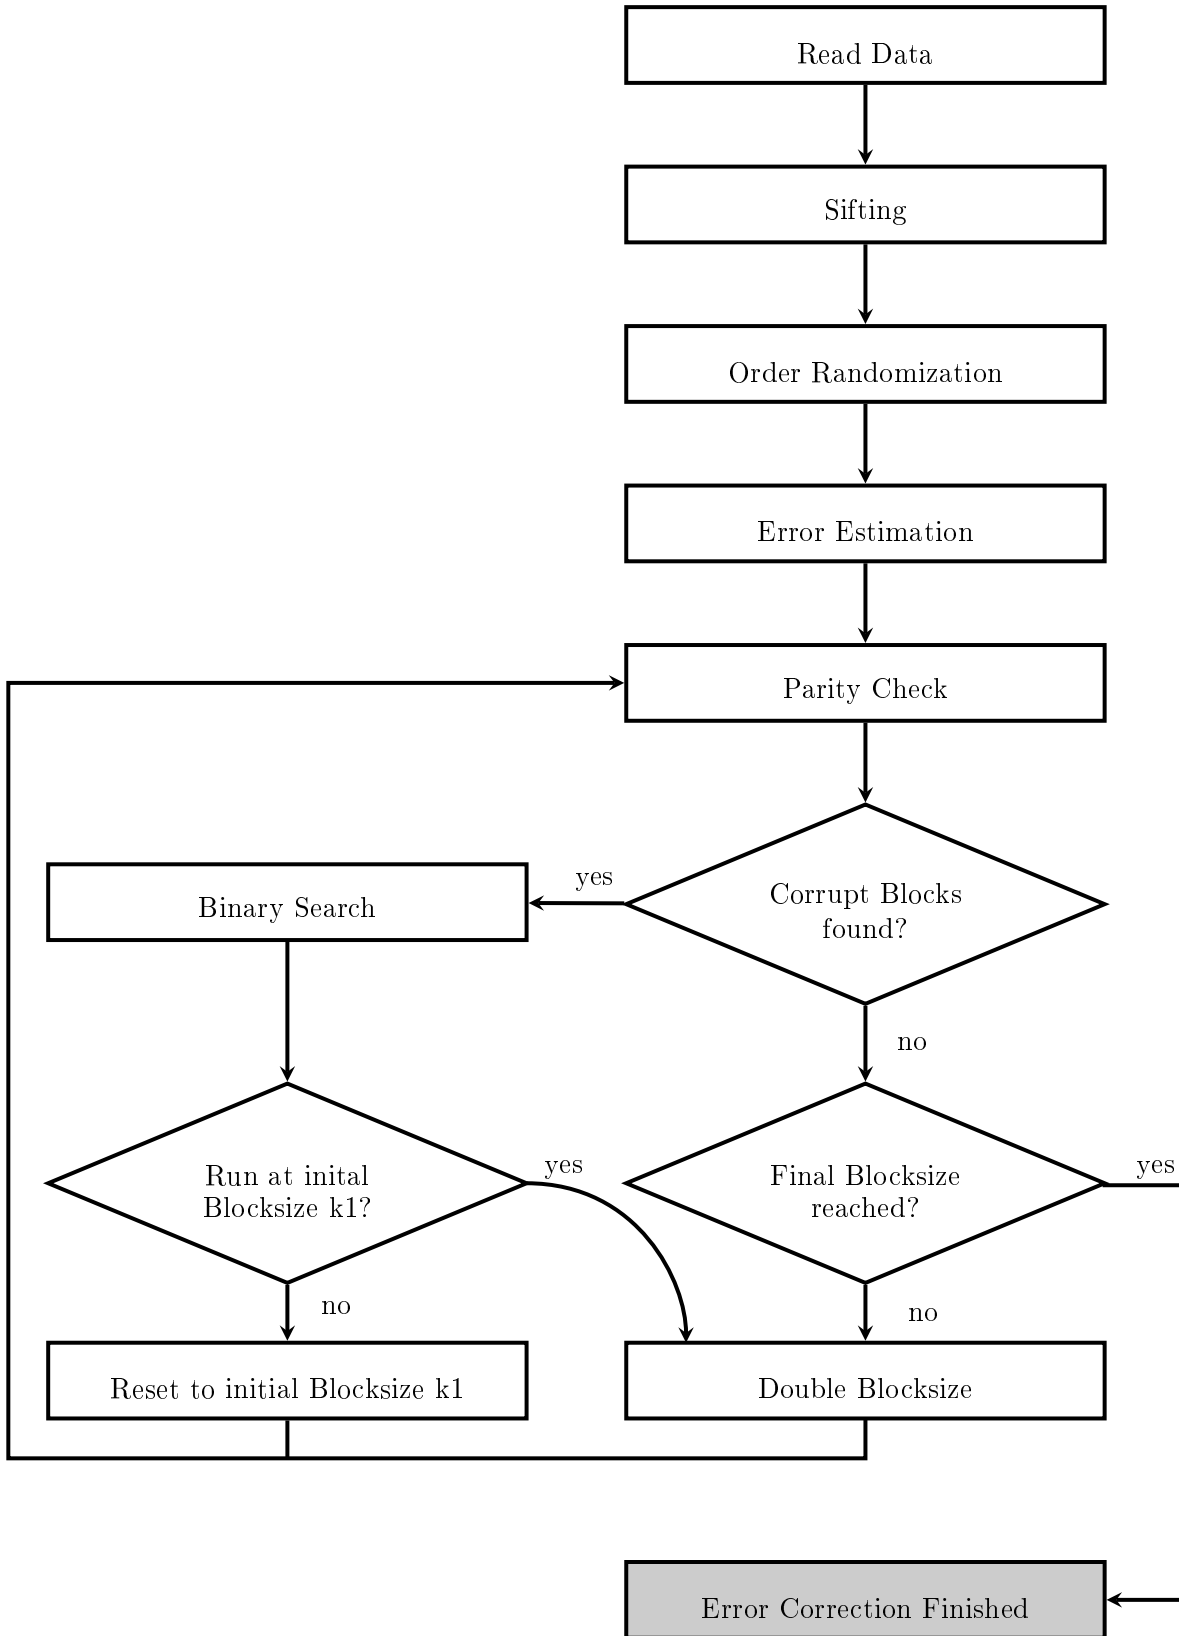 Read Data
Sifting
Order Randomization
Error Estimation
Parity Check
yes
Binary Search
Corrupt Blocks
found?
no
Run at inital
Blocksize k1?
yes
Final Blocksize
reached?
yes
no
no
Reset to initial Blocksize k1
Double Blocksize
Error Correction Finished